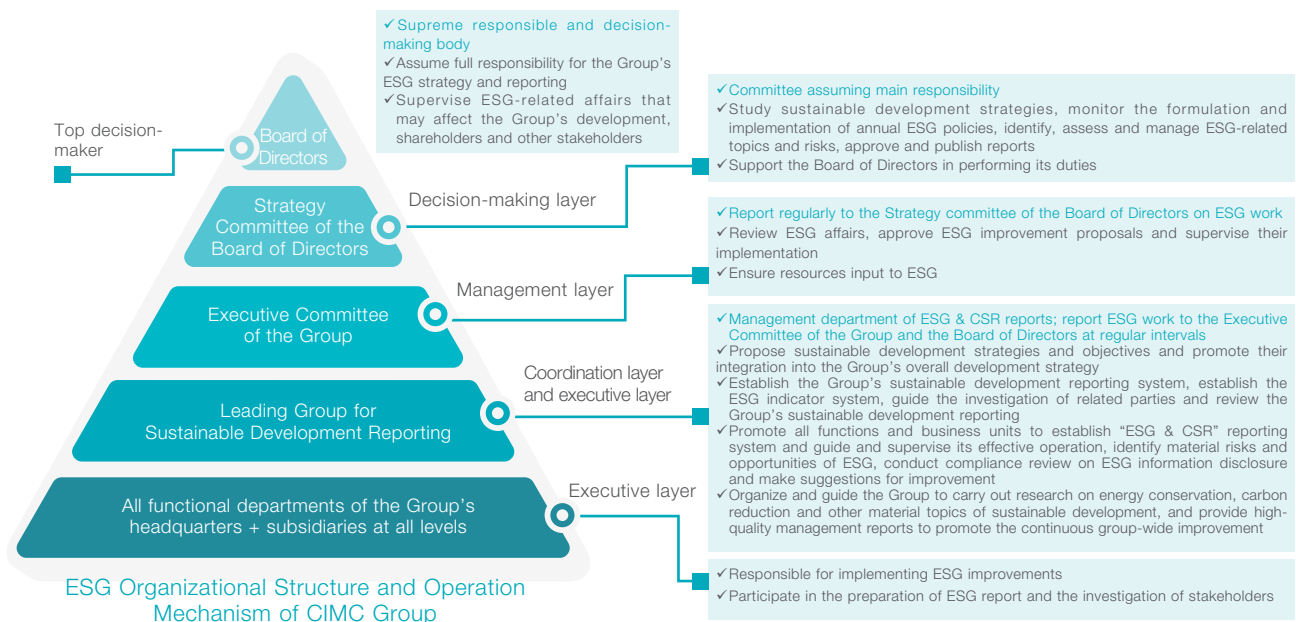 ✓Supreme responsible and decision-
making body
✓Assume full responsibility for the Group's
ESG strategy and reporting
✓Supervise ESG-related affairs that
may affect the Group's development,
shareholders and other stakeholders
Top decision-
maker
Board of
Directors
Strategy
Committee of the
Board of Directors
Decision-making layer
✓Committee assuming main responsibility
✓Study sustainable development strategies, monitor the formulation and
implementation of annual ESG policies, identify, assess and manage ESG-related
topics and risks, approve and publish reports
✓Support the Board of Directors in performing its duties
Executive Committee
of the Group
Management layer
✓Report regularly to the Strategy committee of the Board of Directors on ESG work
✓Review ESG affairs, approve ESG improvement proposals and supervise their
implementation
✓Ensure resources input to ESG
Leading Group for
Sustainable Development Reporting
Coordination layer
and executive layer
✓Management department of ESG & CSR reports; report ESG work to the Executive
Committee of the Group and the Board of Directors at regular intervals
✓Propose sustainable development strategies and objectives and promote their
integration into the Group's overall development strategy
✓Establish the Group's sustainable development reporting system, establish the
ESG indicator system, guide the investigation of related parties and review the
Group's sustainable development reporting
✓Promote all functions and business units to establish “ESG & CSR” reporting
system and guide and supervise its effective operation, identify material risks and
opportunities of ESG, conduct compliance review on ESG information disclosure
and make suggestions for improvement
✓Organize and guide the Group to carry out research on energy conservation, carbon
reduction and other material topics of sustainable development, and provide high-
quality management reports to promote the continuous group-wide improvement
All functional departments of the Group's
headquarters + subsidiaries at all levels
Executive layer
✓Responsible for implementing ESG improvements
✓Participate in the preparation of ESG report and the investigation of stakeholders
ESG Organizational Structure and Operation
Mechanism of CIMC Group